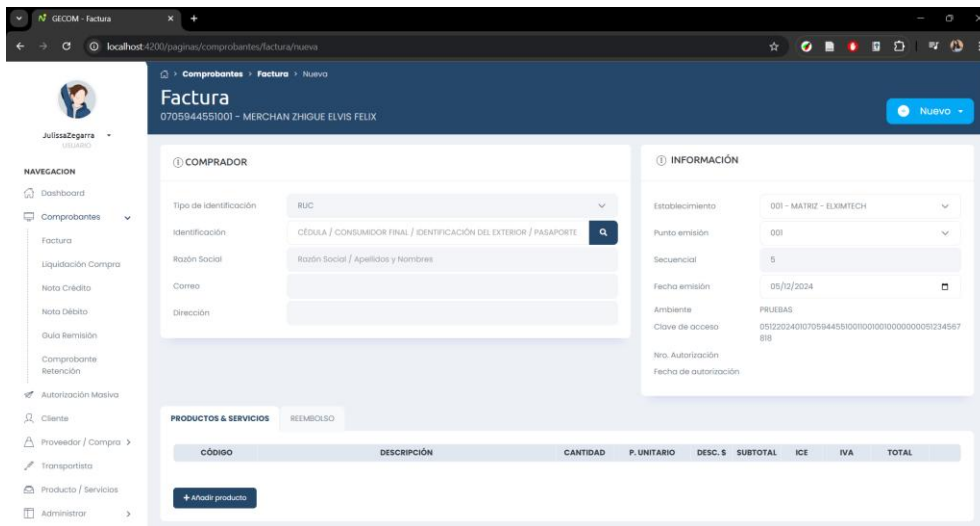 GECOM - Factura
localhost:4200/paginas/comprobantes/factura/nueva
JulissaZegarra
USUARIO
NAVEGACION
Dashboard
Comprobantes
Factura
Liquidación Compra
Nota Crédito
Nota Débito
Guía Remisión
Comprobante
Retención
Autorización Masiva
Cliente
Proveedor / Compra
Transportista
Producto / Servicios
Administrar
Comprobantes > Factura > Nueva
Factura
0705944551001 - MERCHAN ZHIGUE ELVIS FELIX
Nuevo
COMPRADOR
Tipo de identificación RUC
Identificación CÉDULA / CONSUMIDOR FINAL / IDENTIFICACIÓN DEL EXTERIOR / PASAPORTE
Razón Social Razón Social / Apellidos y Nombres
Correo
Dirección
INFORMACIÓN
Establecimiento 001 - MATRIZ - ELXIMTECH
Punto emisión 001
Secuencial 5
Fecha emisión 05/12/2024
Ambiente PRUEBAS
Clave de acceso
Nro. Autorización
Fecha de autorización
PRODUCTOS & SERVICIOS REEMBOLSO
CÓDIGO DESCRIPCIÓN CANTIDAD P. UNITARIO DESC. $ SUBTOTAL ICE IVA TOTAL
+ Añadir producto